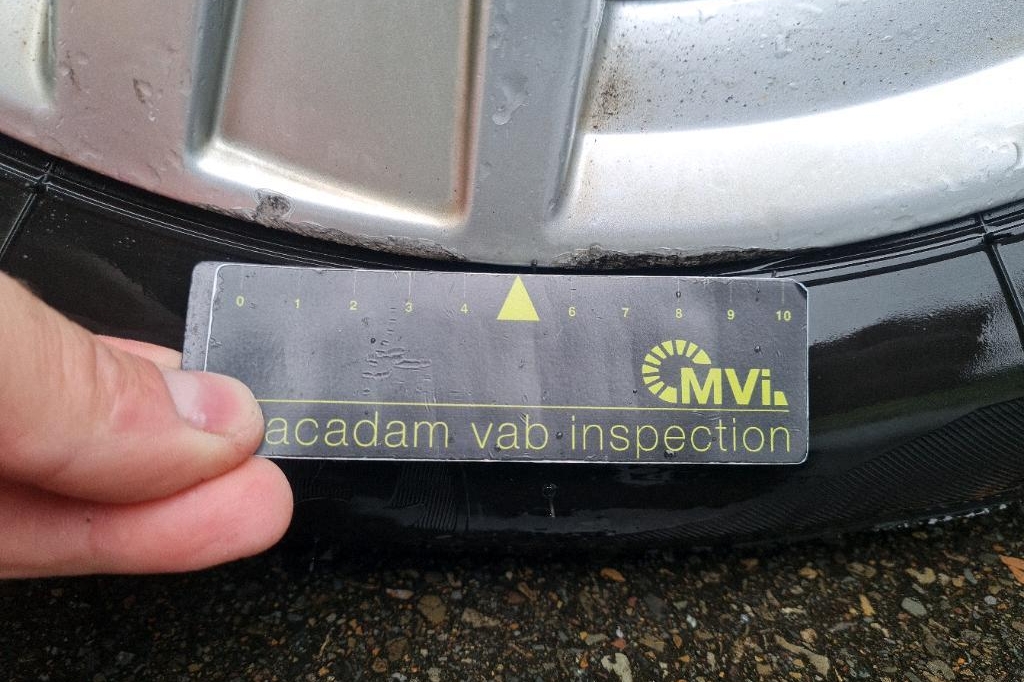 0 1 2 3 4 6 7 8 9 10
MVi
acadam vab inspection